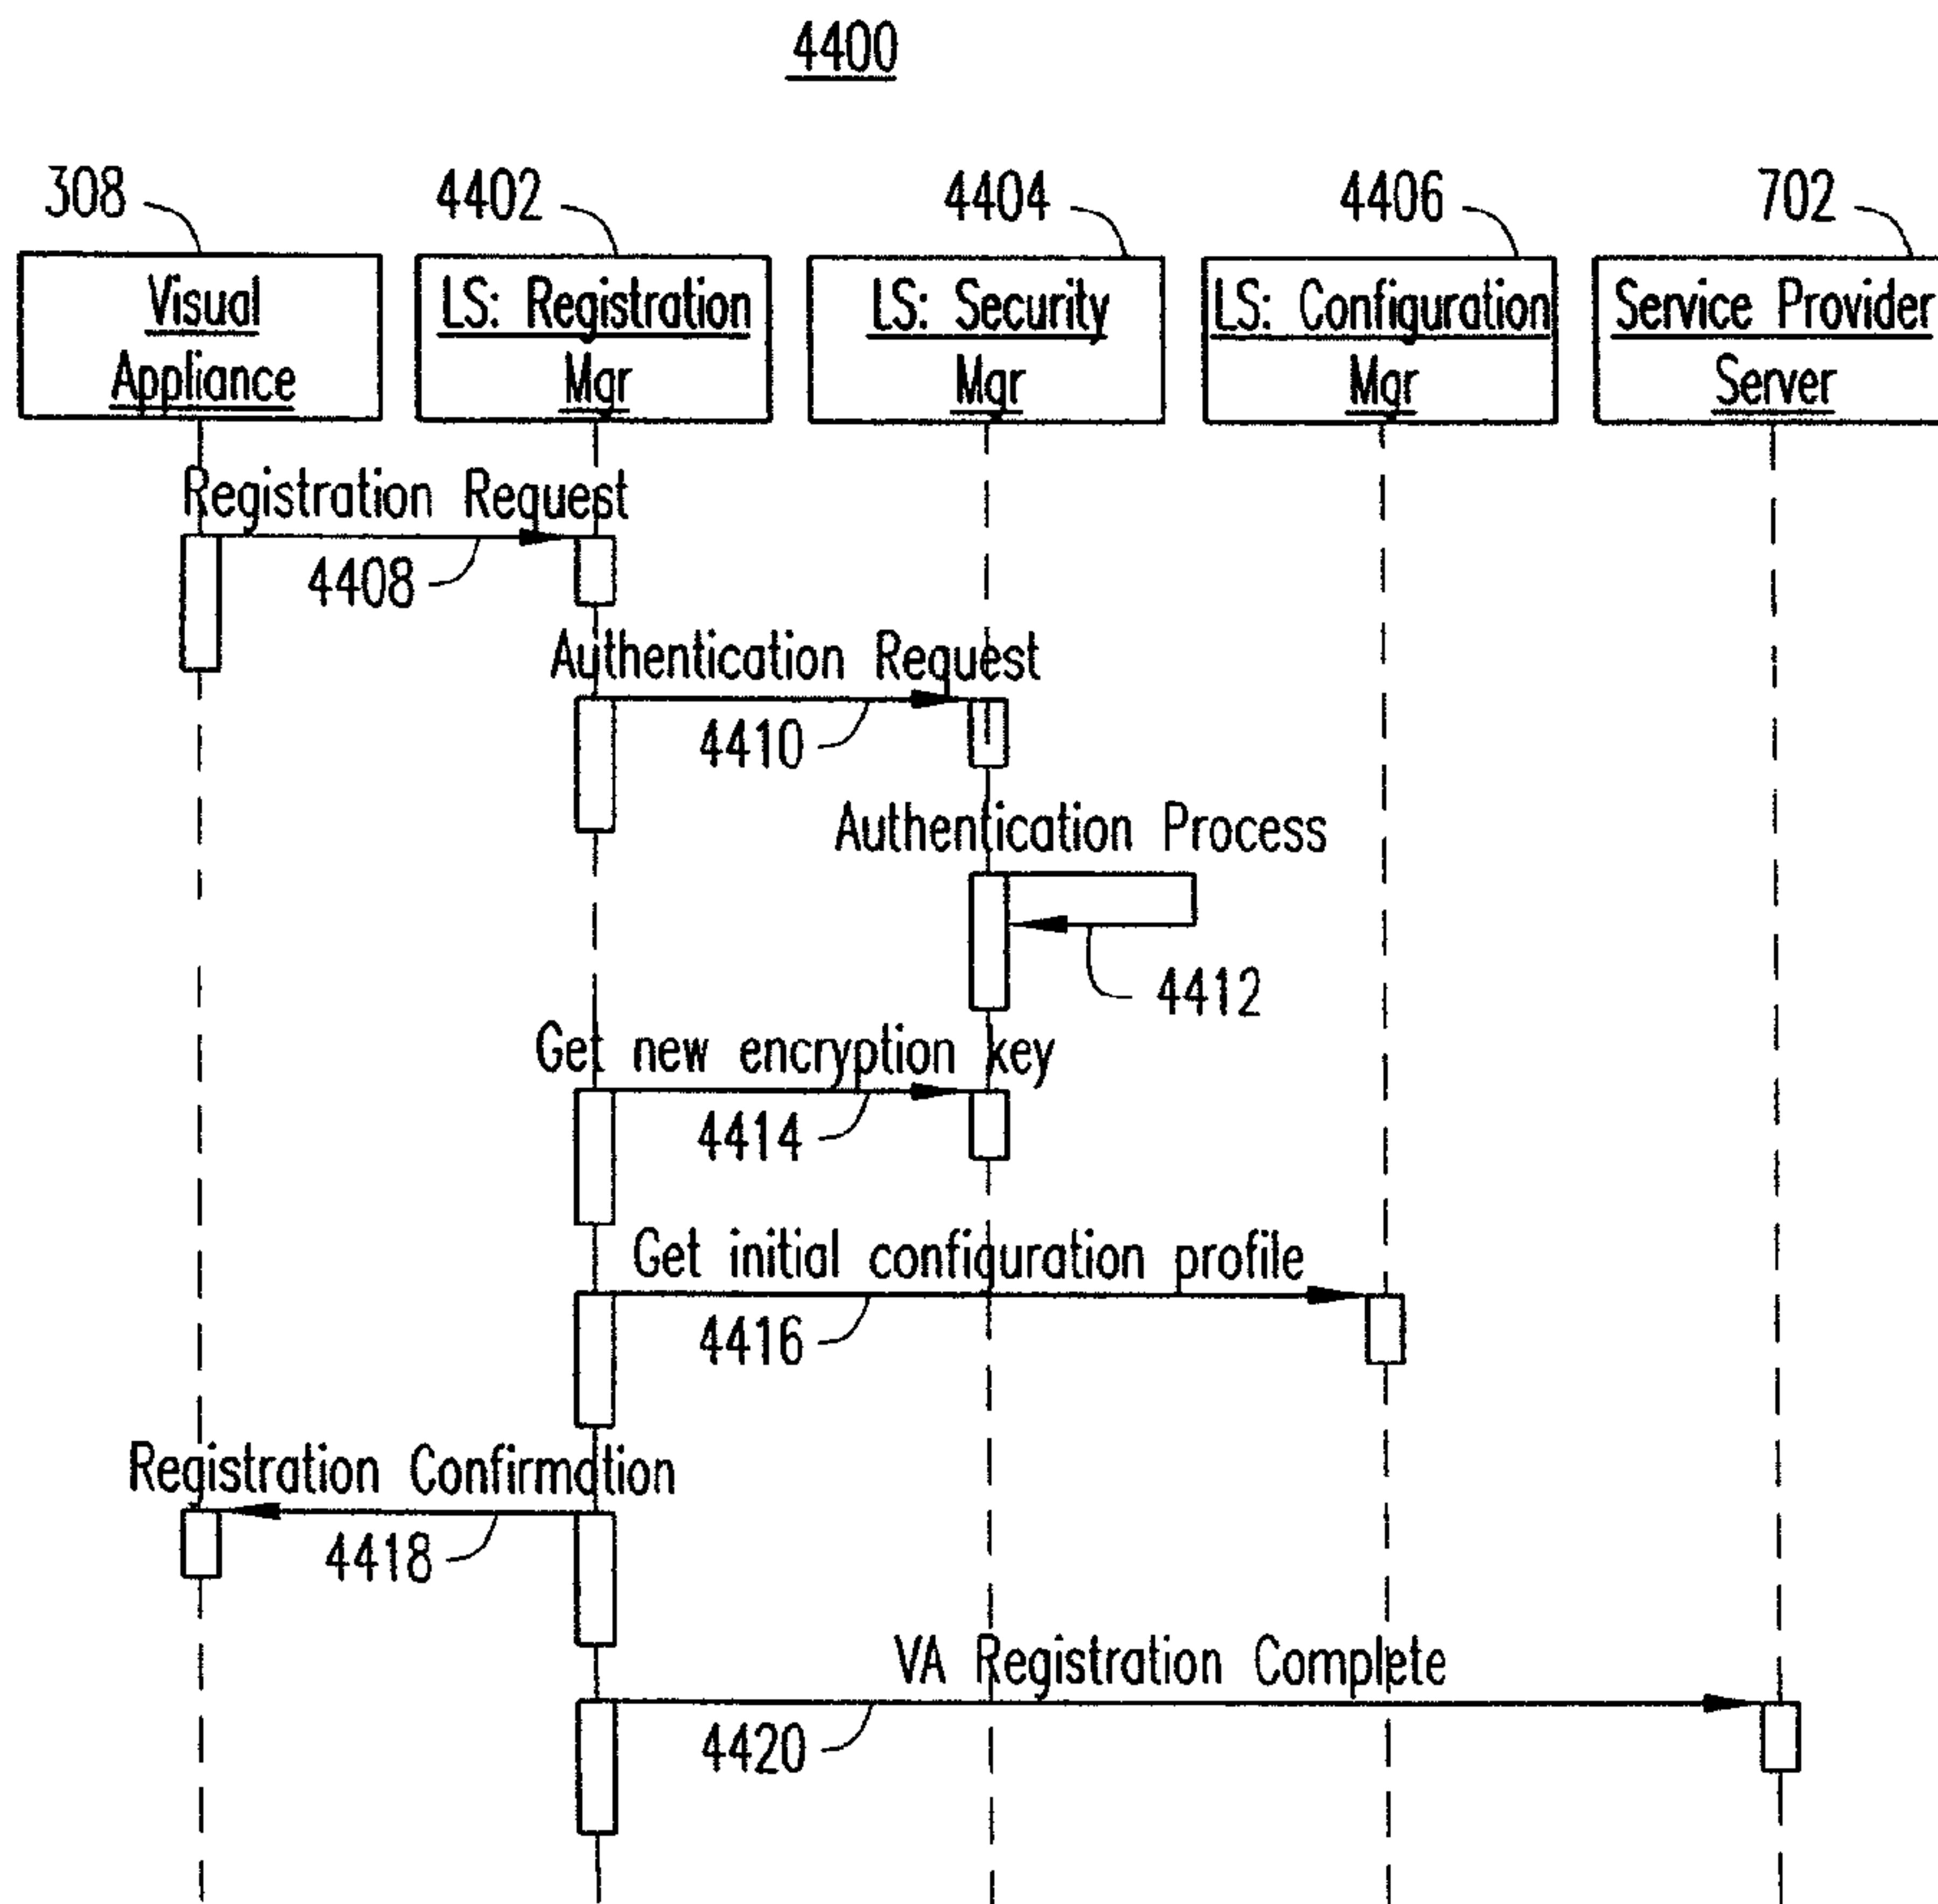 4400
308
4402
4404
4406
702
Visual
Appliance
LS: Registration
Mgr
LS: Security
Mgr
LS: Configuration
Mgr
Service Provider
Server
Registration Request
4408
Authentication Request
4410
Authentication Process
4412
Get new encryption key
4414
Get initial configuration profile
4416
Registration Confirmation
4418
VA Registration Complete
4420